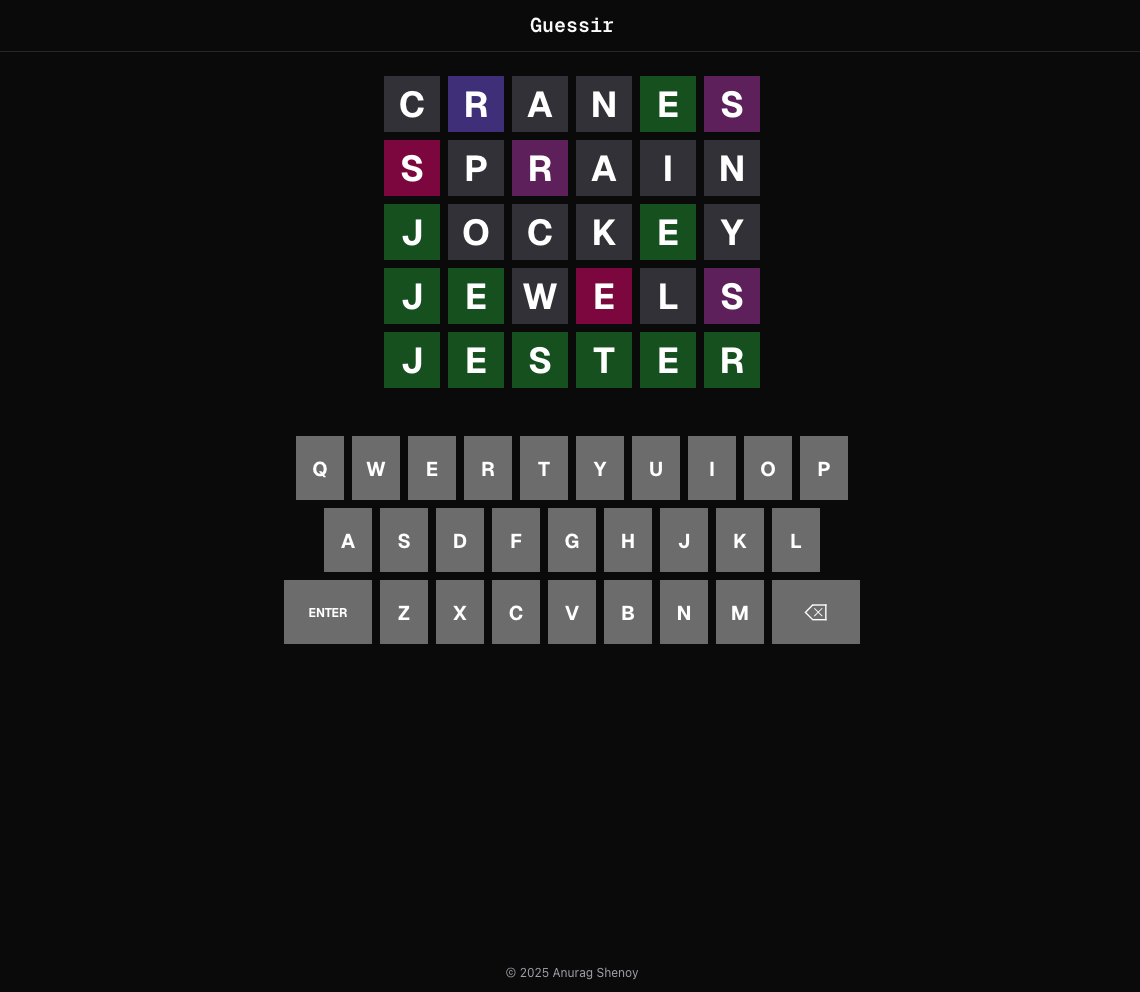 Guessir
C R A N E S
S P R A I N
J O C K E Y
J E W E L S
J E S T E R
Q W E R T Y U I O P
A S D F G H J K L
ENTER Z X C V B N M
© 2025 Anurag Shenoy